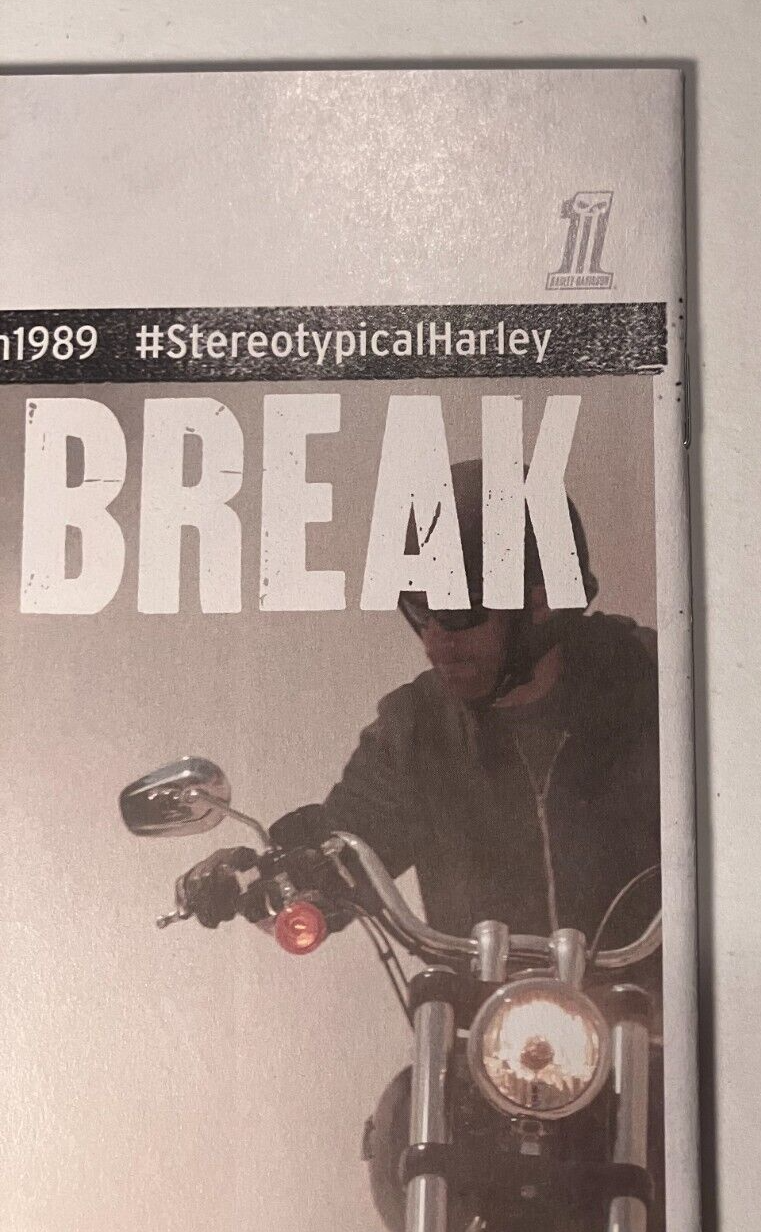 1
HARLEY-DAVIDSON
n1989 #StereotypicalHarley
BREAK